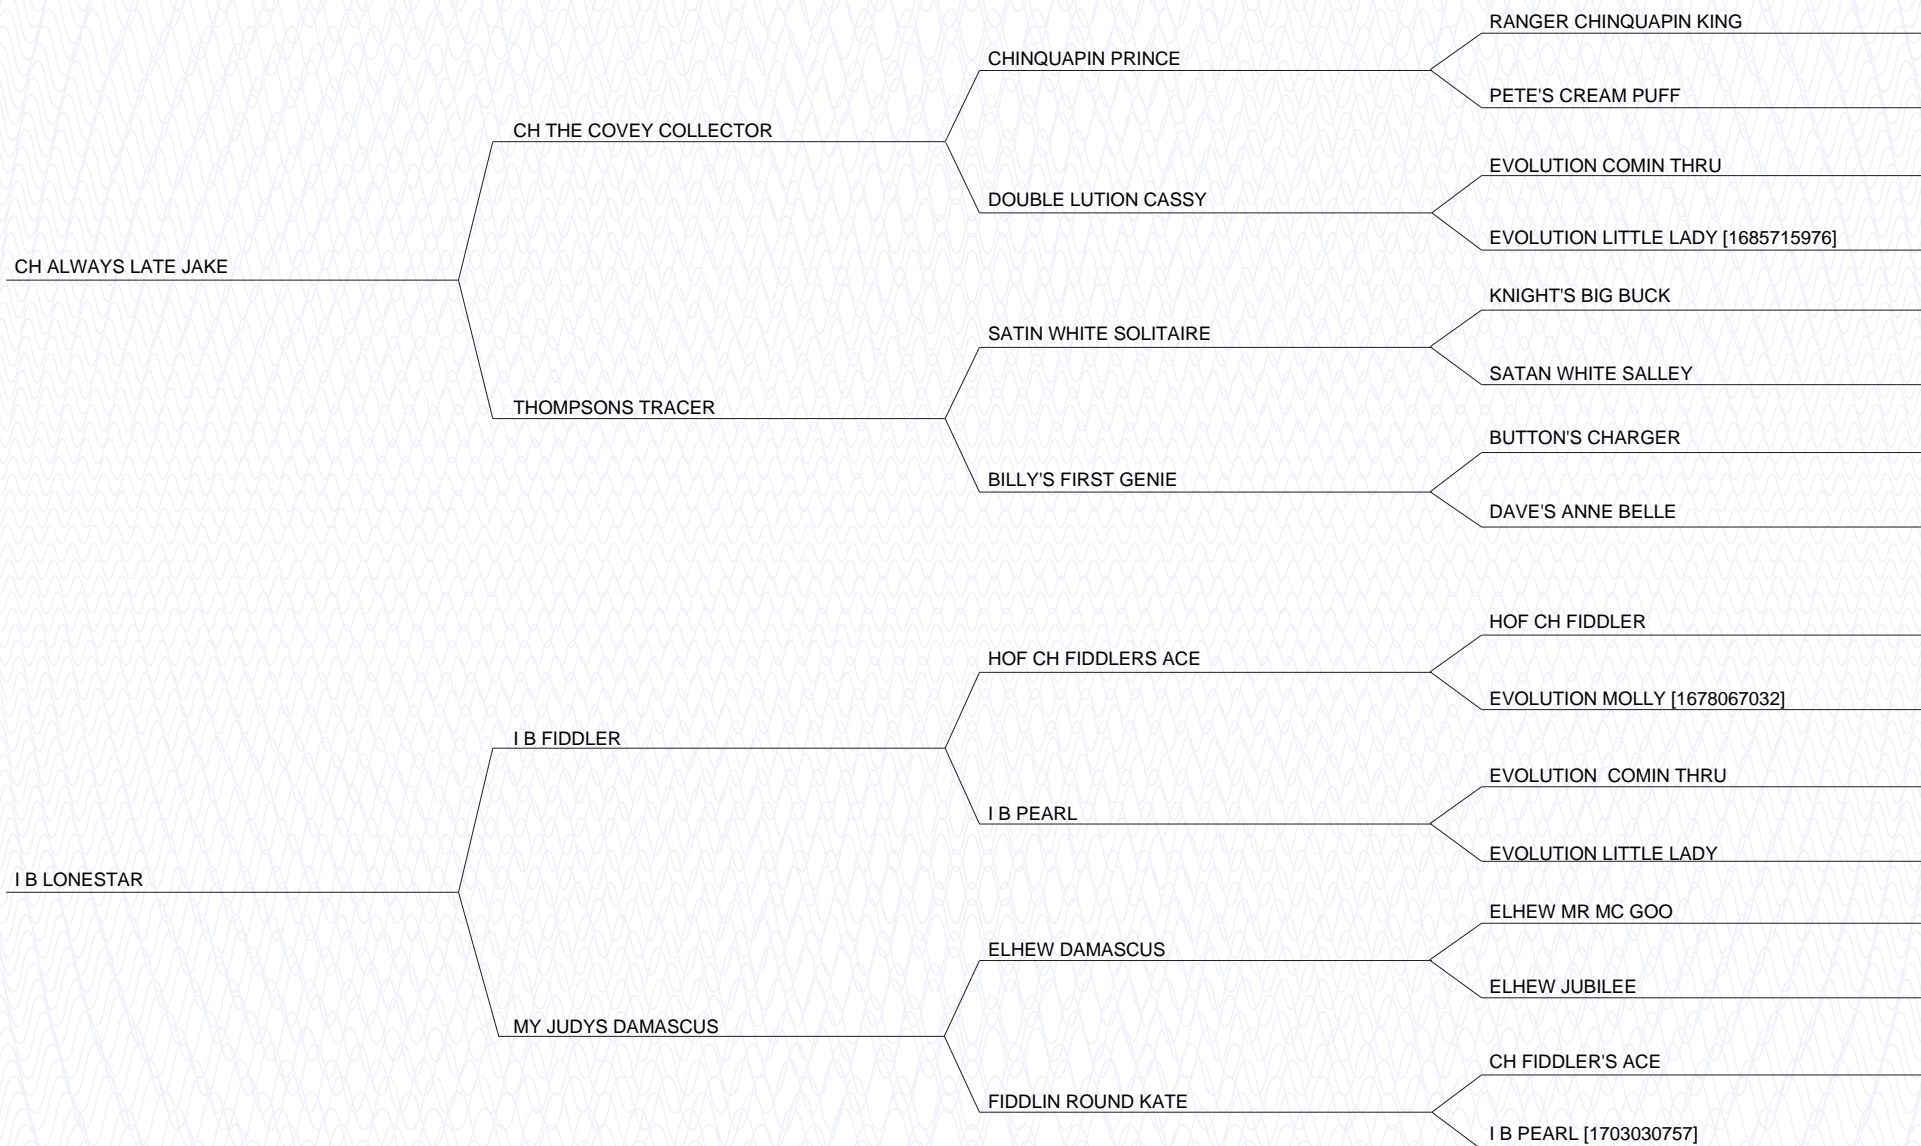 RANGER CHINQUAPIN KING
CHINQUAPIN PRINCE
PETE'S CREAM PUFF
CH THE COVEY COLLECTOR
EVOLUTION COMIN THRU
DOUBLE LUTION CASSY
EVOLUTION LITTLE LADY [1685715976]
CH ALWAYS LATE JAKE
KNIGHT'S BIG BUCK
SATIN WHITE SOLITAIRE
SATAN WHITE SALLEY
THOMPSONS TRACER
BUTTON'S CHARGER
BILLY'S FIRST GENIE
DAVE'S ANNE BELLE
HOF CH FIDDLER
HOF CH FIDDLERS ACE
EVOLUTION MOLLY [1678067032]
I B FIDDLER
EVOLUTION  COMIN THRU
I B PEARL
EVOLUTION LITTLE LADY
I B LONESTAR
ELHEW MR MC GOO
ELHEW DAMASCUS
ELHEW JUBILEE
MY JUDYS DAMASCUS
CH FIDDLER'S ACE
FIDDLIN ROUND KATE
I B PEARL [1703030757]